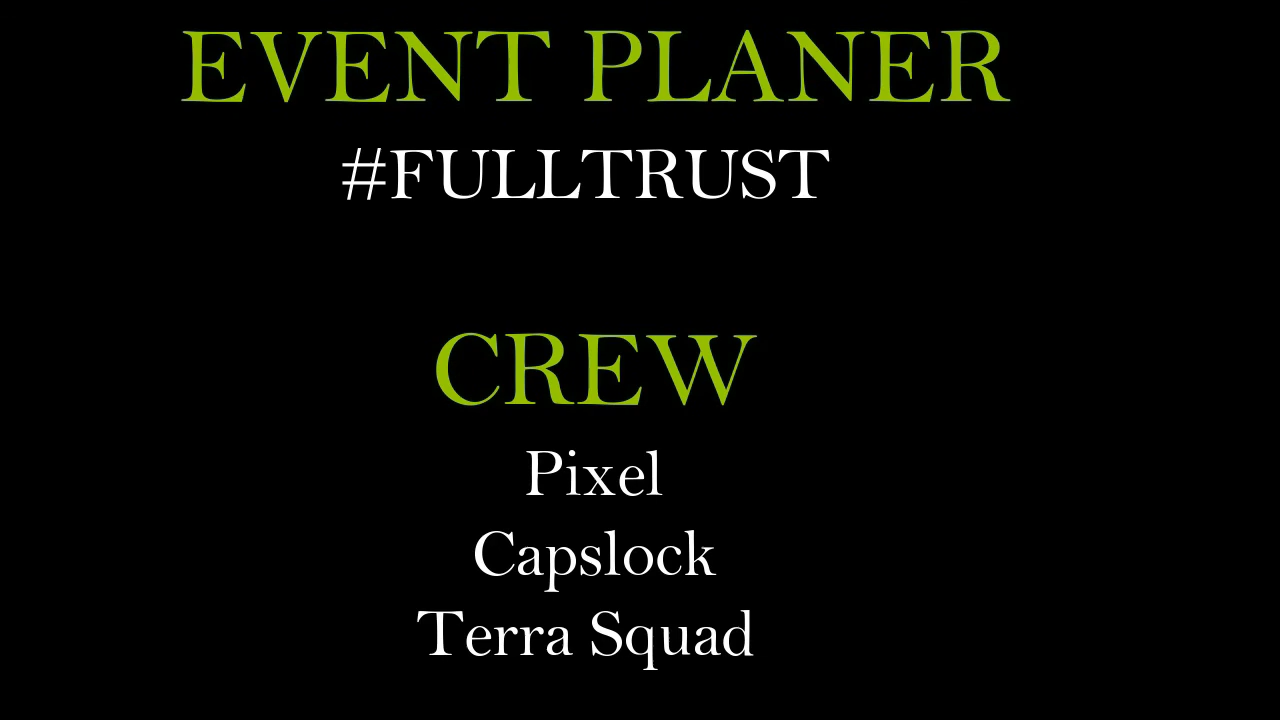 EVENT PLANER
#FULLTRUST
CREW
Pixel
Capslock
Terra Squad